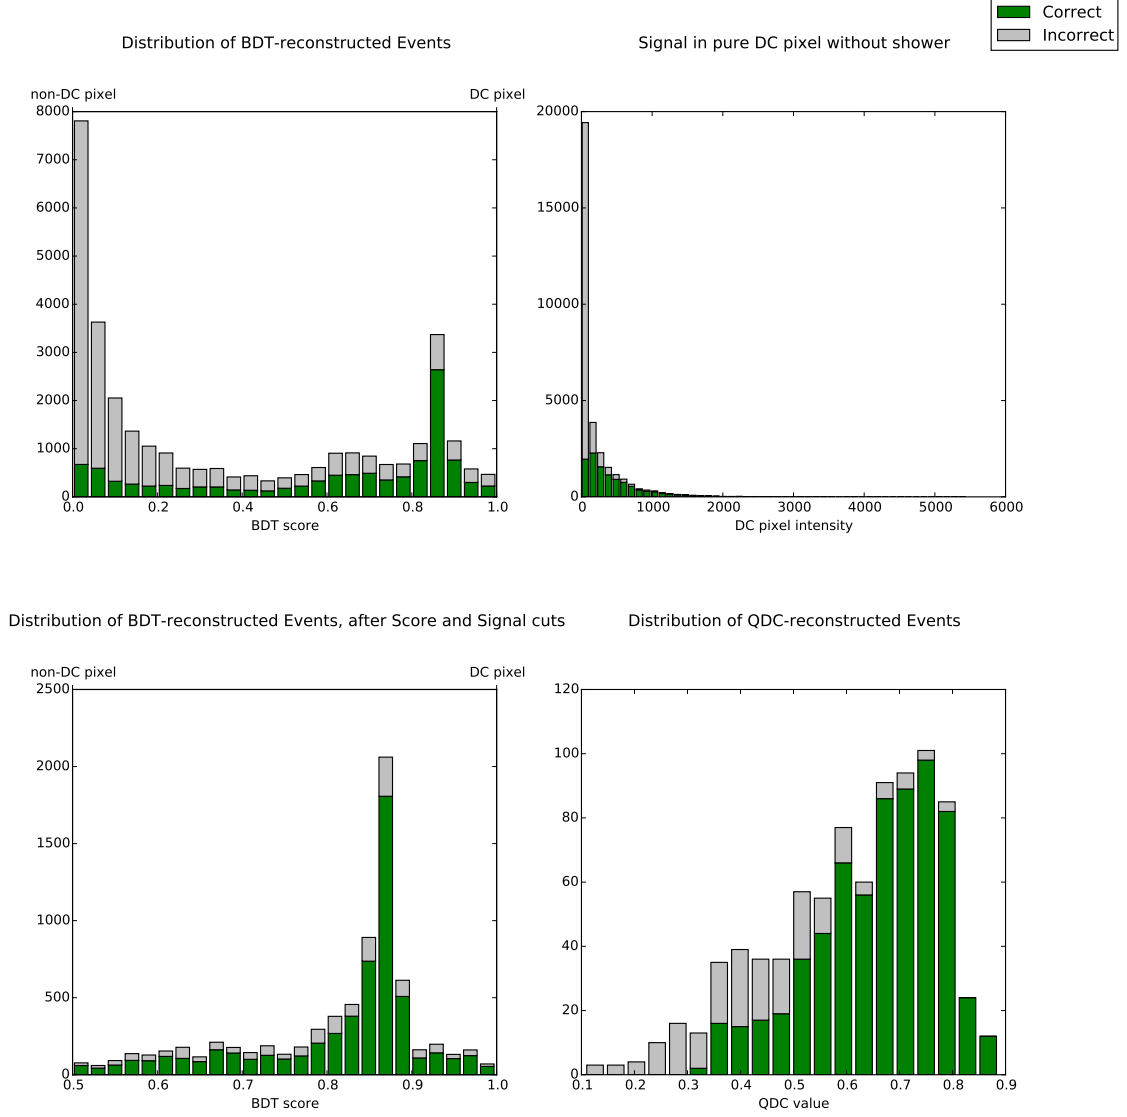 Correct
Incorrect
Distribution of BDT-reconstructed Events
non-DC pixel
DC pixel
8000
7000
6000
5000
4000
3000
2000
1000
0
0.0 0.2 0.4 0.6 0.8 1.0
BDT score
Signal in pure DC pixel without shower
20000
15000
10000
5000
0
0 1000 2000 3000 4000 5000 6000
DC pixel intensity
Distribution of BDT-reconstructed Events, after Score and Signal cuts
non-DC pixel
DC pixel
2500
2000
1500
1000
500
0
0.5 0.6 0.7 0.8 0.9 1.0
BDT score
Distribution of QDC-reconstructed Events
120
100
80
60
40
20
0
0.1 0.2 0.3 0.4 0.5 0.6 0.7 0.8 0.9
QDC value